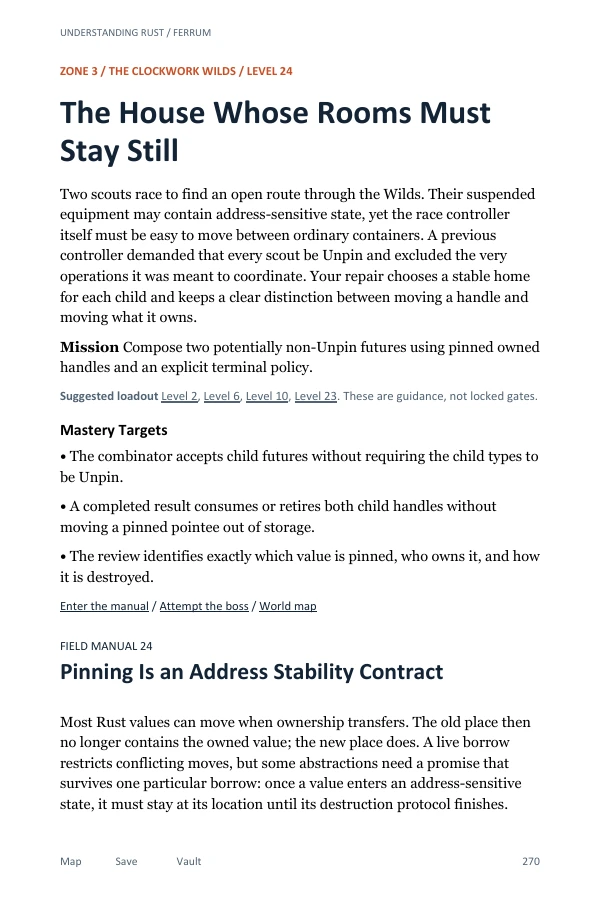 UNDERSTANDING RUST / FERRUM
ZONE 3 / THE CLOCKWORK WILDS / LEVEL 24
The House Whose Rooms Must
Stay Still
Two scouts race to find an open route through the Wilds. Their suspended
equipment may contain address-sensitive state, yet the race controller
itself must be easy to move between ordinary containers. A previous
controller demanded that every scout be Unpin and excluded the very
operations it was meant to coordinate. Your repair chooses a stable home
for each child and keeps a clear distinction between moving a handle and
moving what it owns.
Mission Compose two potentially non-Unpin futures using pinned owned
handles and an explicit terminal policy.
Suggested loadout Level 2, Level 6, Level 10, Level 23. These are guidance, not locked gates.
Mastery Targets
• The combinator accepts child futures without requiring the child types to
be Unpin.
• A completed result consumes or retires both child handles without
moving a pinned pointee out of storage.
• The review identifies exactly which value is pinned, who owns it, and how
it is destroyed.
Enter the manual / Attempt the boss / World map
FIELD MANUAL 24
Pinning Is an Address Stability Contract
Most Rust values can move when ownership transfers. The old place then
no longer contains the owned value; the new place does. A live borrow
restricts conflicting moves, but some abstractions need a promise that
survives one particular borrow: once a value enters an address-sensitive
state, it must stay at its location until its destruction protocol finishes.
Map Save Vault 270